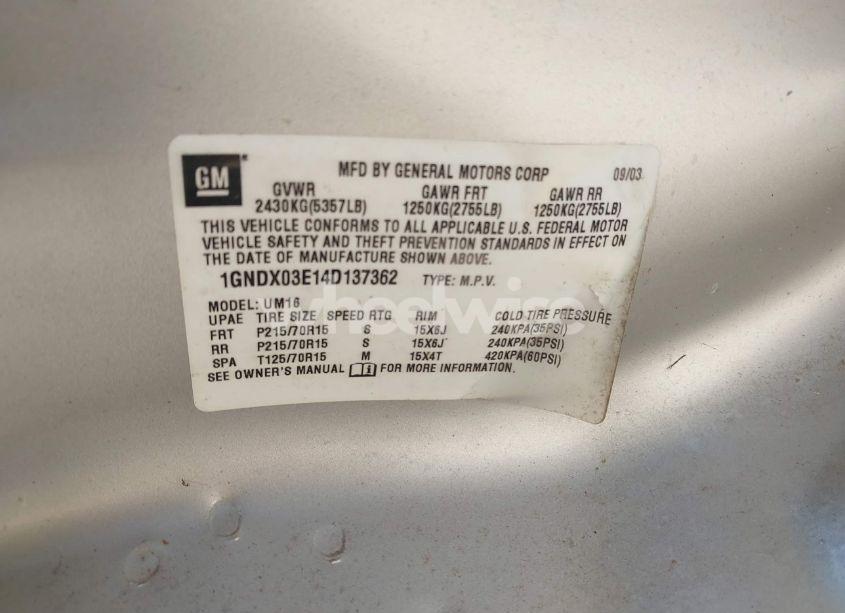 GM
MFD BY GENERAL MOTORS CORP 09/03
GVWR GAWR FRT GAWR RR
2430KG(5357LB) 1250KG(2755LB) 1250KG(2755LB)
THIS VEHICLE CONFORMS TO ALL APPLICABLE U.S. FEDERAL MOTOR
VEHICLE SAFETY AND THEFT PREVENTION STANDARDS IN EFFECT ON
THE DATE OF MANUFACTURE SHOWN ABOVE.
1GNDX03E14D137362 TYPE: M.P.V.
wheelwise
MODEL: UM16
UPAE TIRE SIZE SPEED RTG RIM COLD TIRE PRESSURE
FRT P215/70R15 S 15X6J 240KPA(35PSI)
RR P215/70R15 S 15X6J 240KPA(35PSI)
SPA T125/70R15 M 15X4T 420KPA(60PSI)
SEE OWNER'S MANUAL FOR MORE INFORMATION.